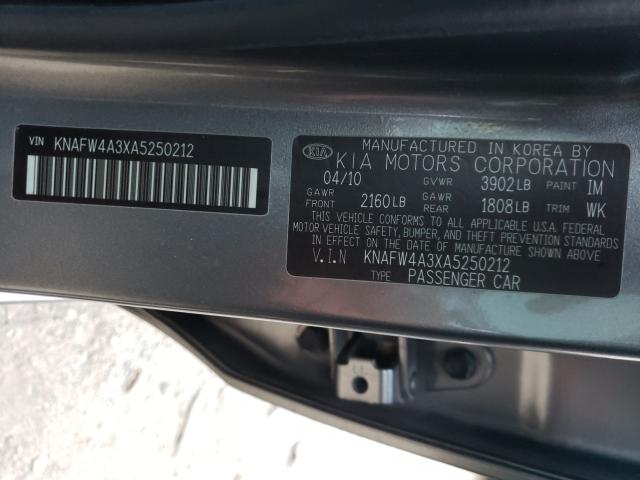 VIN KNAFW4A3XA5250212
KIA
MANUFACTURED IN KOREA BY
KIA MOTORS CORPORATION
04/10 GVWR 3902LB PAINT IM
GAWR FRONT 2160LB GAWR REAR 1808LB TRIM WK
THIS VEHICLE CONFORMS TO ALL APPLICABLE U.S.A. FEDERAL
MOTOR VEHICLE SAFETY, BUMPER, AND THEFT PREVENTION STANDARDS
IN EFFECT ON THE DATE OF MANUFACTURE SHOWN ABOVE
V.I.N KNAFW4A3XA5250212
TYPE PASSENGER CAR